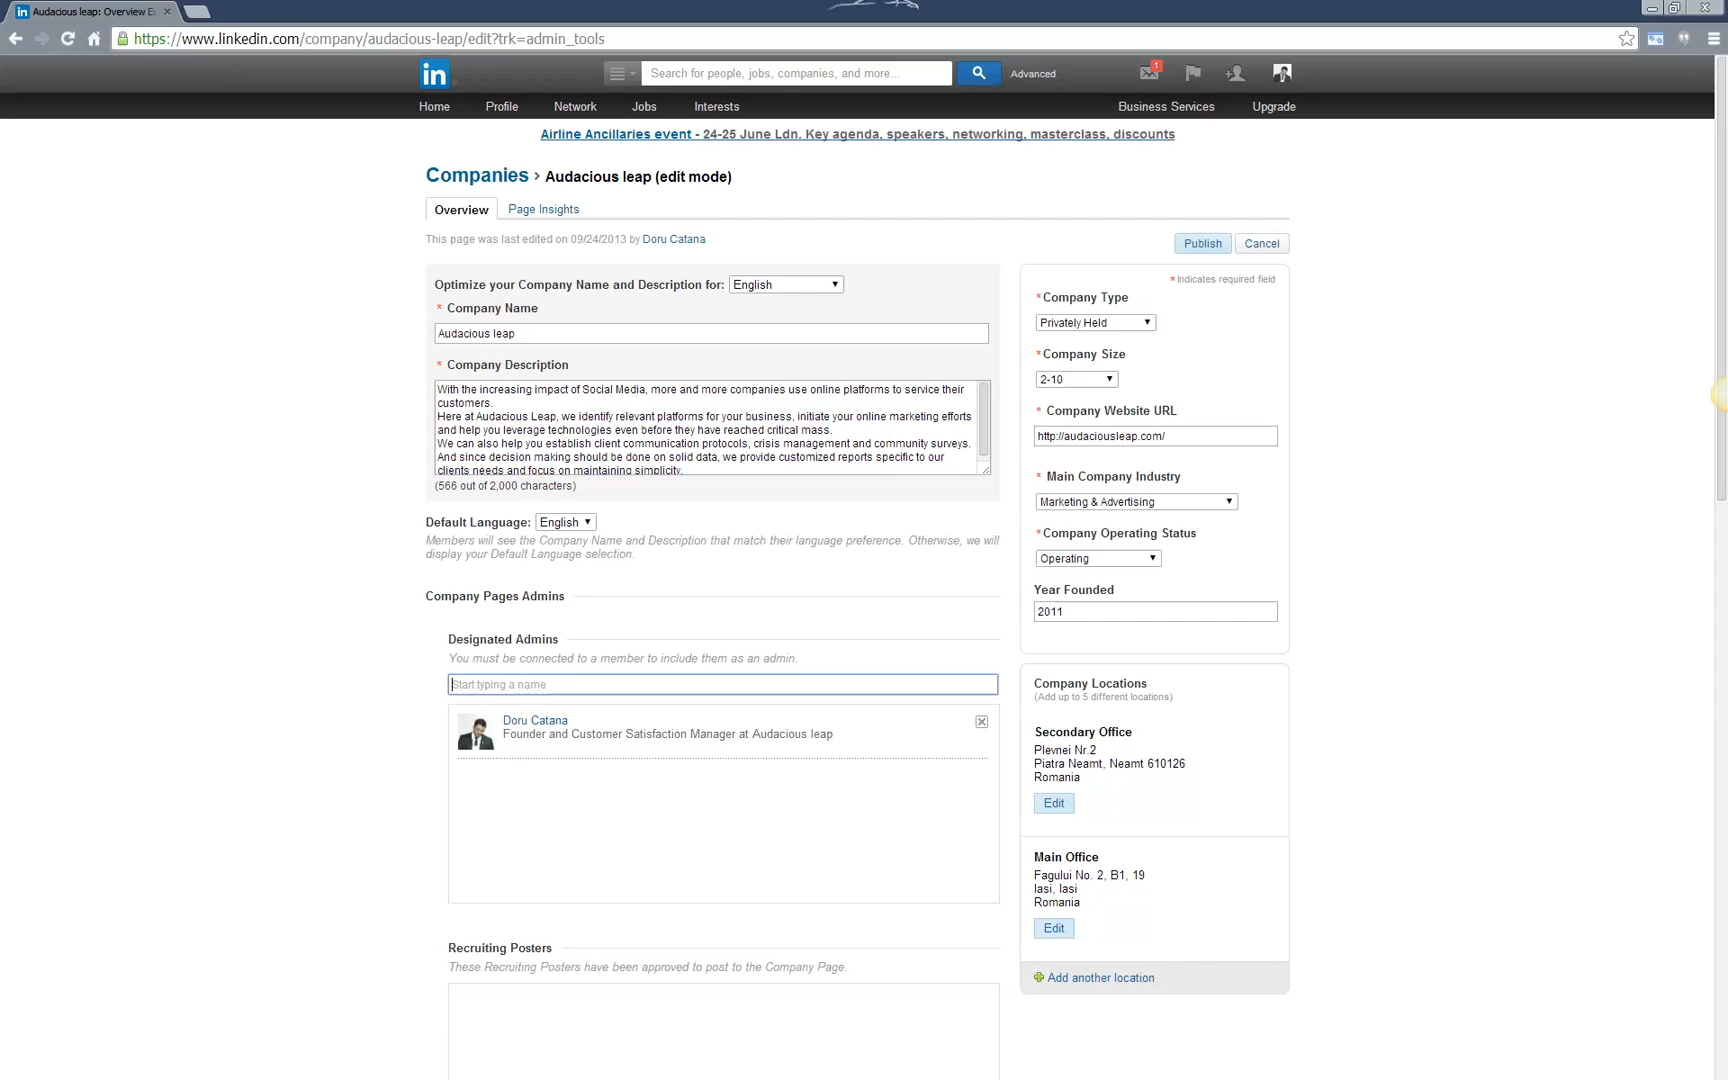 Audacious leap: Overview E
https://www.linkedin.com/company/audacious-leap/edit?trk=admin_tools
in
Search for people, jobs, companies, and more...
Advanced
1
Home
Profile
Network
Jobs
Interests
Business Services
Upgrade
Airline Ancillaries event - 24-25 June Ldn. Key agenda, speakers, networking, masterclass, discounts
Companies › Audacious leap (edit mode)
Overview
Page Insights
This page was last edited on 09/24/2013 by Doru Catana
Publish
Cancel
Optimize your Company Name and Description for: English
* Company Name
Audacious leap
* Company Description
With the increasing impact of Social Media, more and more companies use online platforms to service their
customers.
Here at Audacious Leap, we identify relevant platforms for your business, initiate your online marketing efforts
and help you leverage technologies even before they have reached critical mass.
We can also help you establish client communication protocols, crisis management and community surveys.
And since decision making should be done on solid data, we provide customized reports specific to our
clients needs and focus on maintaining simplicity.
(566 out of 2,000 characters)
Default Language: English
Members will see the Company Name and Description that match their language preference. Otherwise, we will
display your Default Language selection.
Company Pages Admins
Designated Admins
You must be connected to a member to include them as an admin.
Start typing a name
Doru Catana
Founder and Customer Satisfaction Manager at Audacious leap
Recruiting Posters
These Recruiting Posters have been approved to post to the Company Page.
* Indicates required field
*Company Type
Privately Held
*Company Size
2-10
* Company Website URL
http://audaciousleap.com/
* Main Company Industry
Marketing & Advertising
*Company Operating Status
Operating
Year Founded
2011
Company Locations
(Add up to 5 different locations)
Secondary Office
Plevnei Nr.2
Piatra Neamt, Neamt 610126
Romania
Edit
Main Office
Fagului No. 2, B1, 19
Iasi, Iasi
Romania
Edit
Add another location